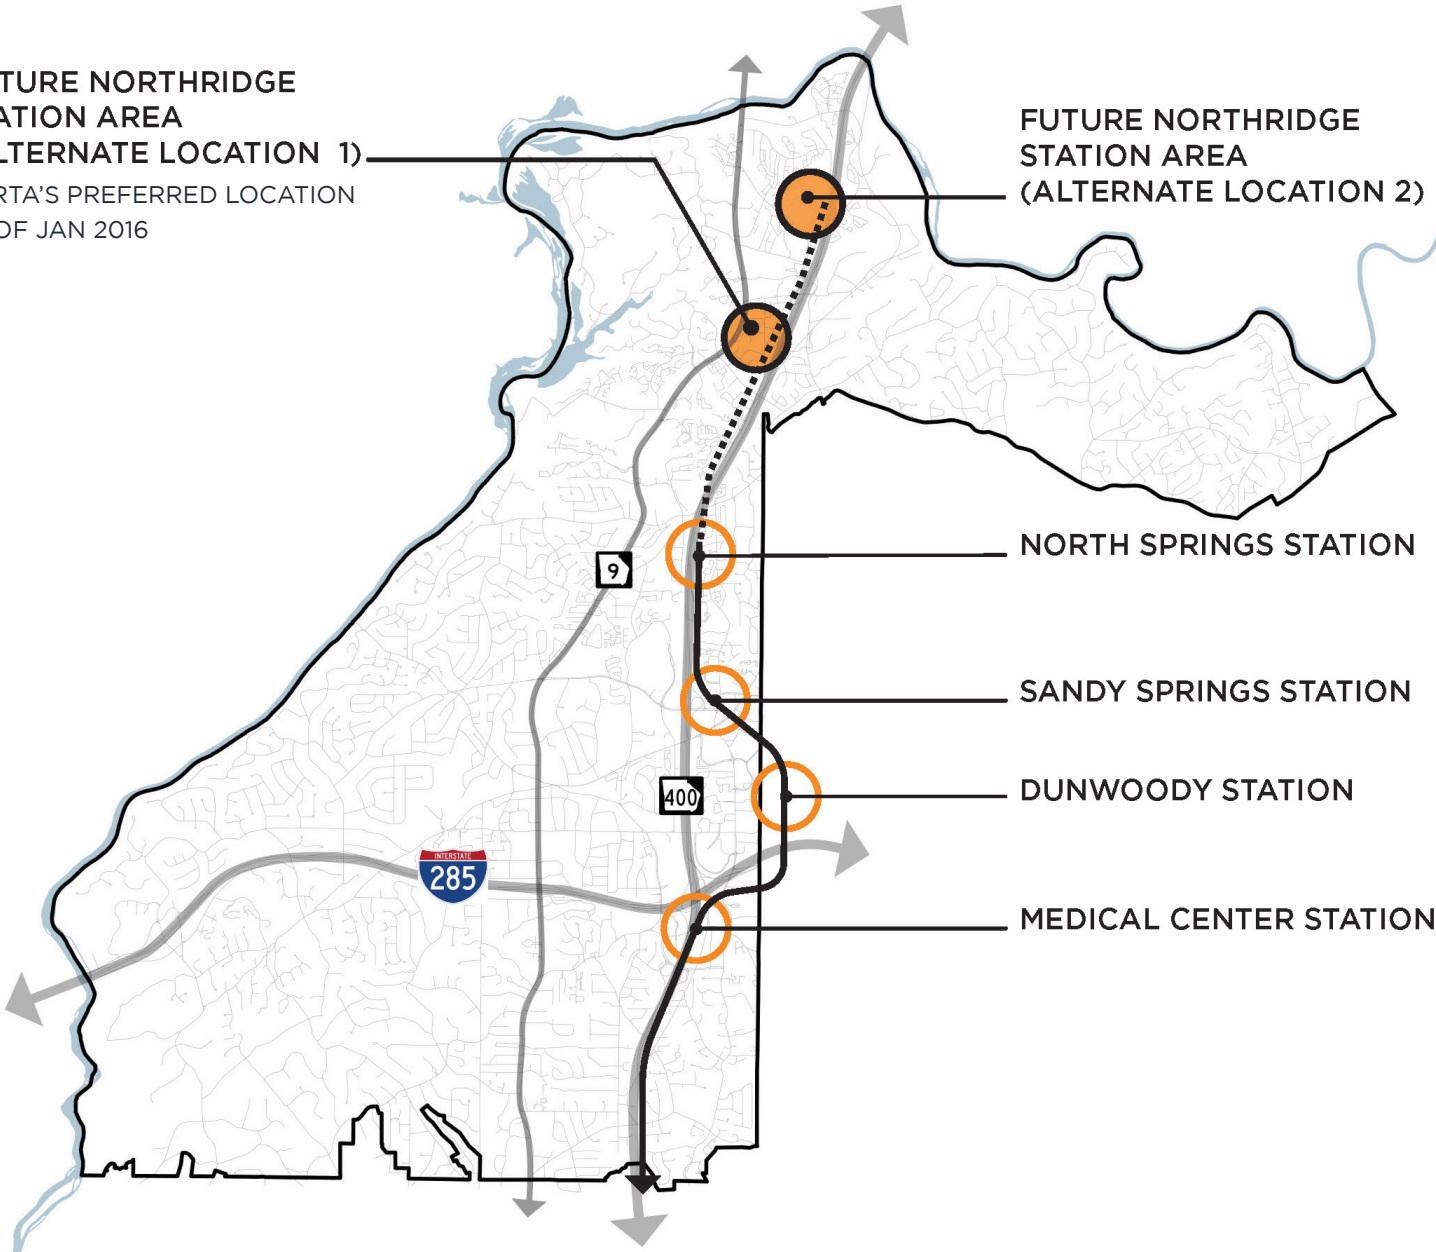 TURE NORTHRIDGE
ATION AREA
LTERNATE LOCATION 1)
RTA'S PREFERRED LOCATION
OF JAN 2016
FUTURE NORTHRIDGE
STATION AREA
(ALTERNATE LOCATION 2)
NORTH SPRINGS STATION
9
SANDY SPRINGS STATION
400
DUNWOODY STATION
INTERSTATE
285
MEDICAL CENTER STATION